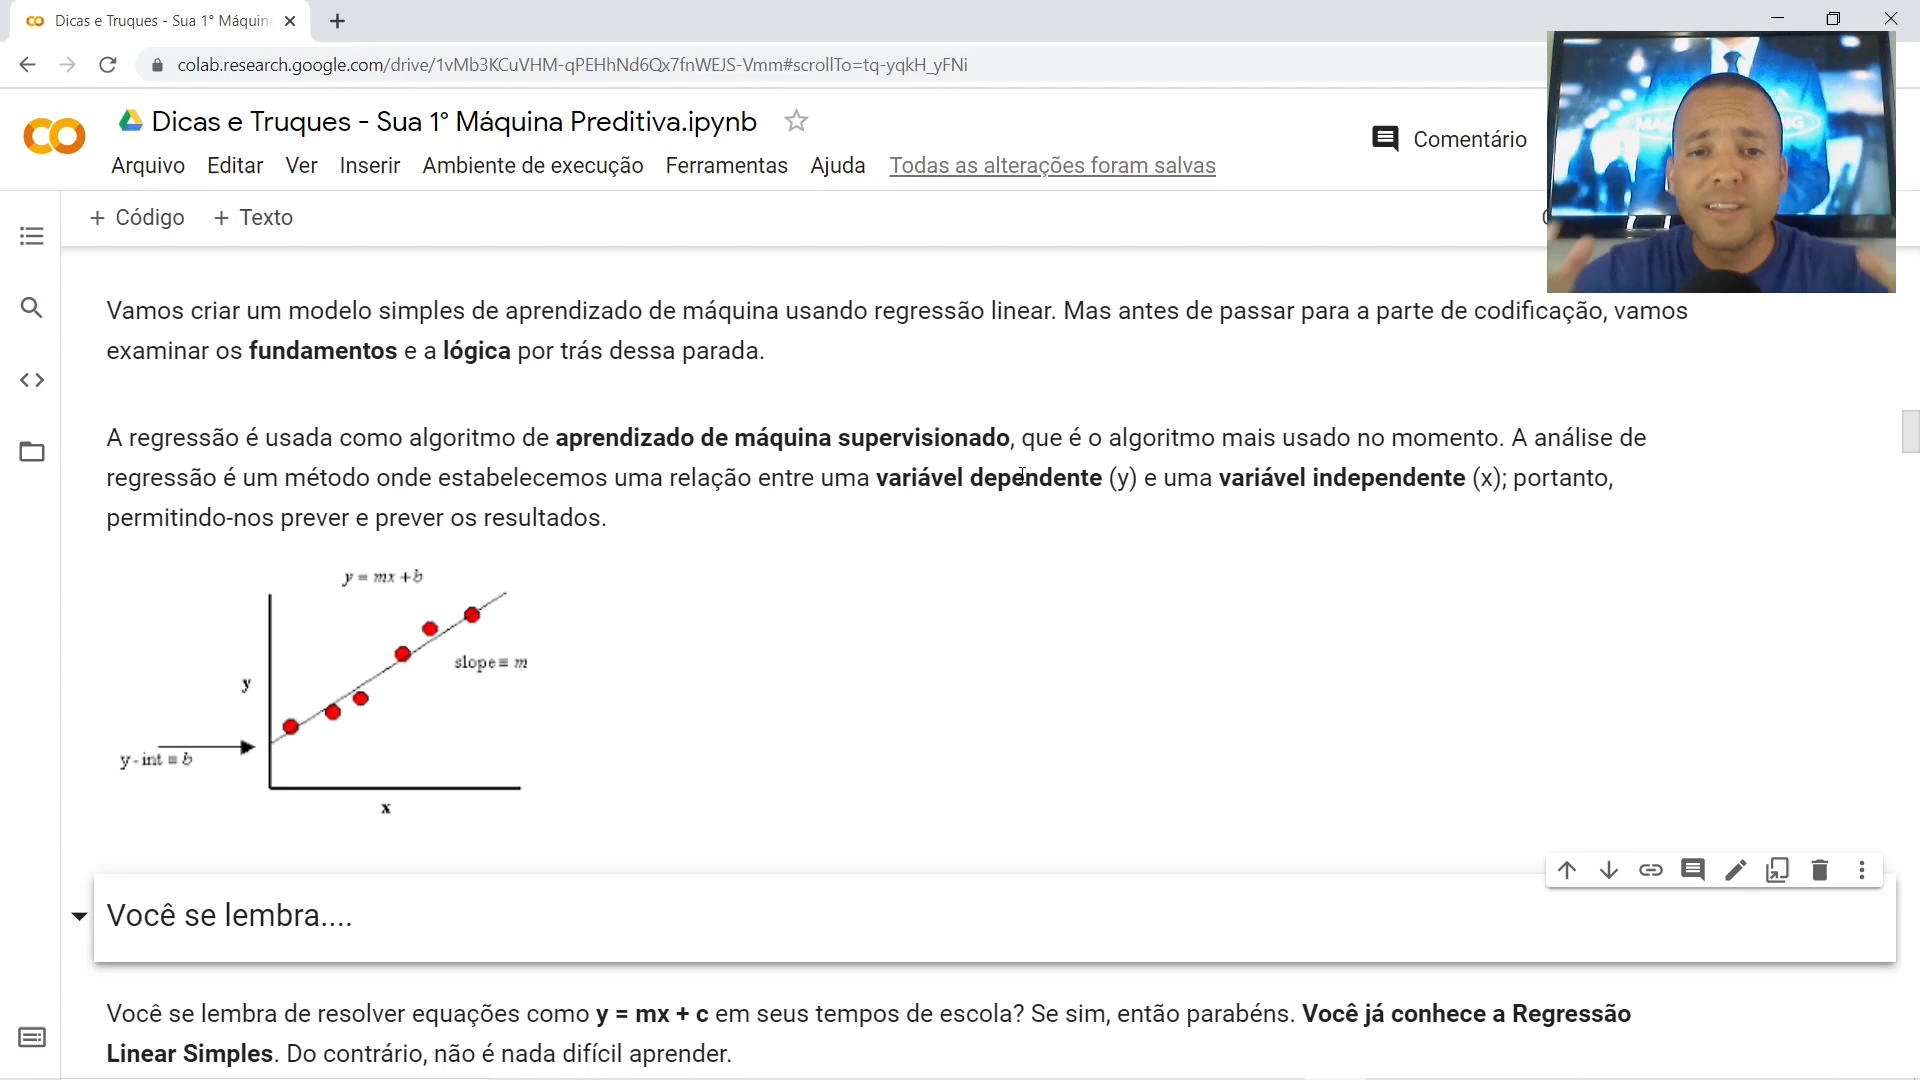 Dicas e Truques - Sua 1° Máquin
colab.research.google.com/drive/1vMb3KCuVHM-qPEHhNd6Qx7fnWEJS-Vmm#scrollTo=tq-yqkH_yFNi
Dicas e Truques - Sua 1° Máquina Preditiva.ipynb
Comentário
Arquivo Editar Ver Inserir Ambiente de execução Ferramentas Ajuda Todas as alterações foram salvas
+ Código + Texto
Vamos criar um modelo simples de aprendizado de máquina usando regressão linear. Mas antes de passar para a parte de codificação, vamos
examinar os fundamentos e a lógica por trás dessa parada.
A regressão é usada como algoritmo de aprendizado de máquina supervisionado, que é o algoritmo mais usado no momento. A análise de
regressão é um método onde estabelecemos uma relação entre uma variável dependente (y) e uma variável independente (x); portanto,
permitindo-nos prever e prever os resultados.
y = mx + b
slope ≡ m
y
y - int ≡ b
x
Você se lembra....
Você se lembra de resolver equações como y = mx + c em seus tempos de escola? Se sim, então parabéns. Você já conhece a Regressão
Linear Simples. Do contrário, não é nada difícil aprender.